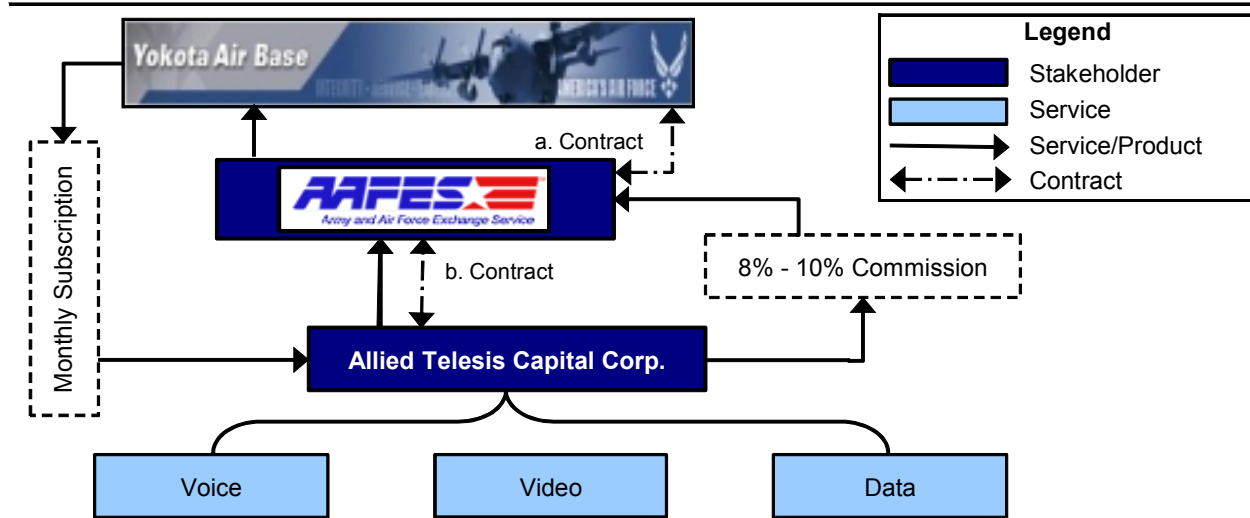 Yokota Air Base
AMERICA'S AIR FORCE
Legend
Stakeholder
Service
Service/Product
Contract
a. Contract
AAFES
Army and Air Force Exchange Service
Monthly Subscription
b. Contract
8% - 10% Commission
Allied Telesis Capital Corp.
Voice
Video
Data